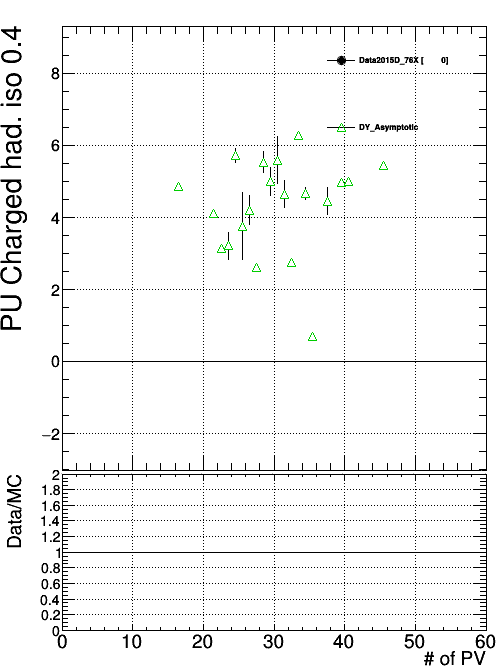 PU Charged had. iso 0.4
8
6
4
2
0
−2
Data2015D_76X [ 0]
DY_Asymptotic
Data/MC
2
1.8
1.6
1.4
1.2
1
0.8
0.6
0.4
0.2
0
0 10 20 30 40 50 60
# of PV